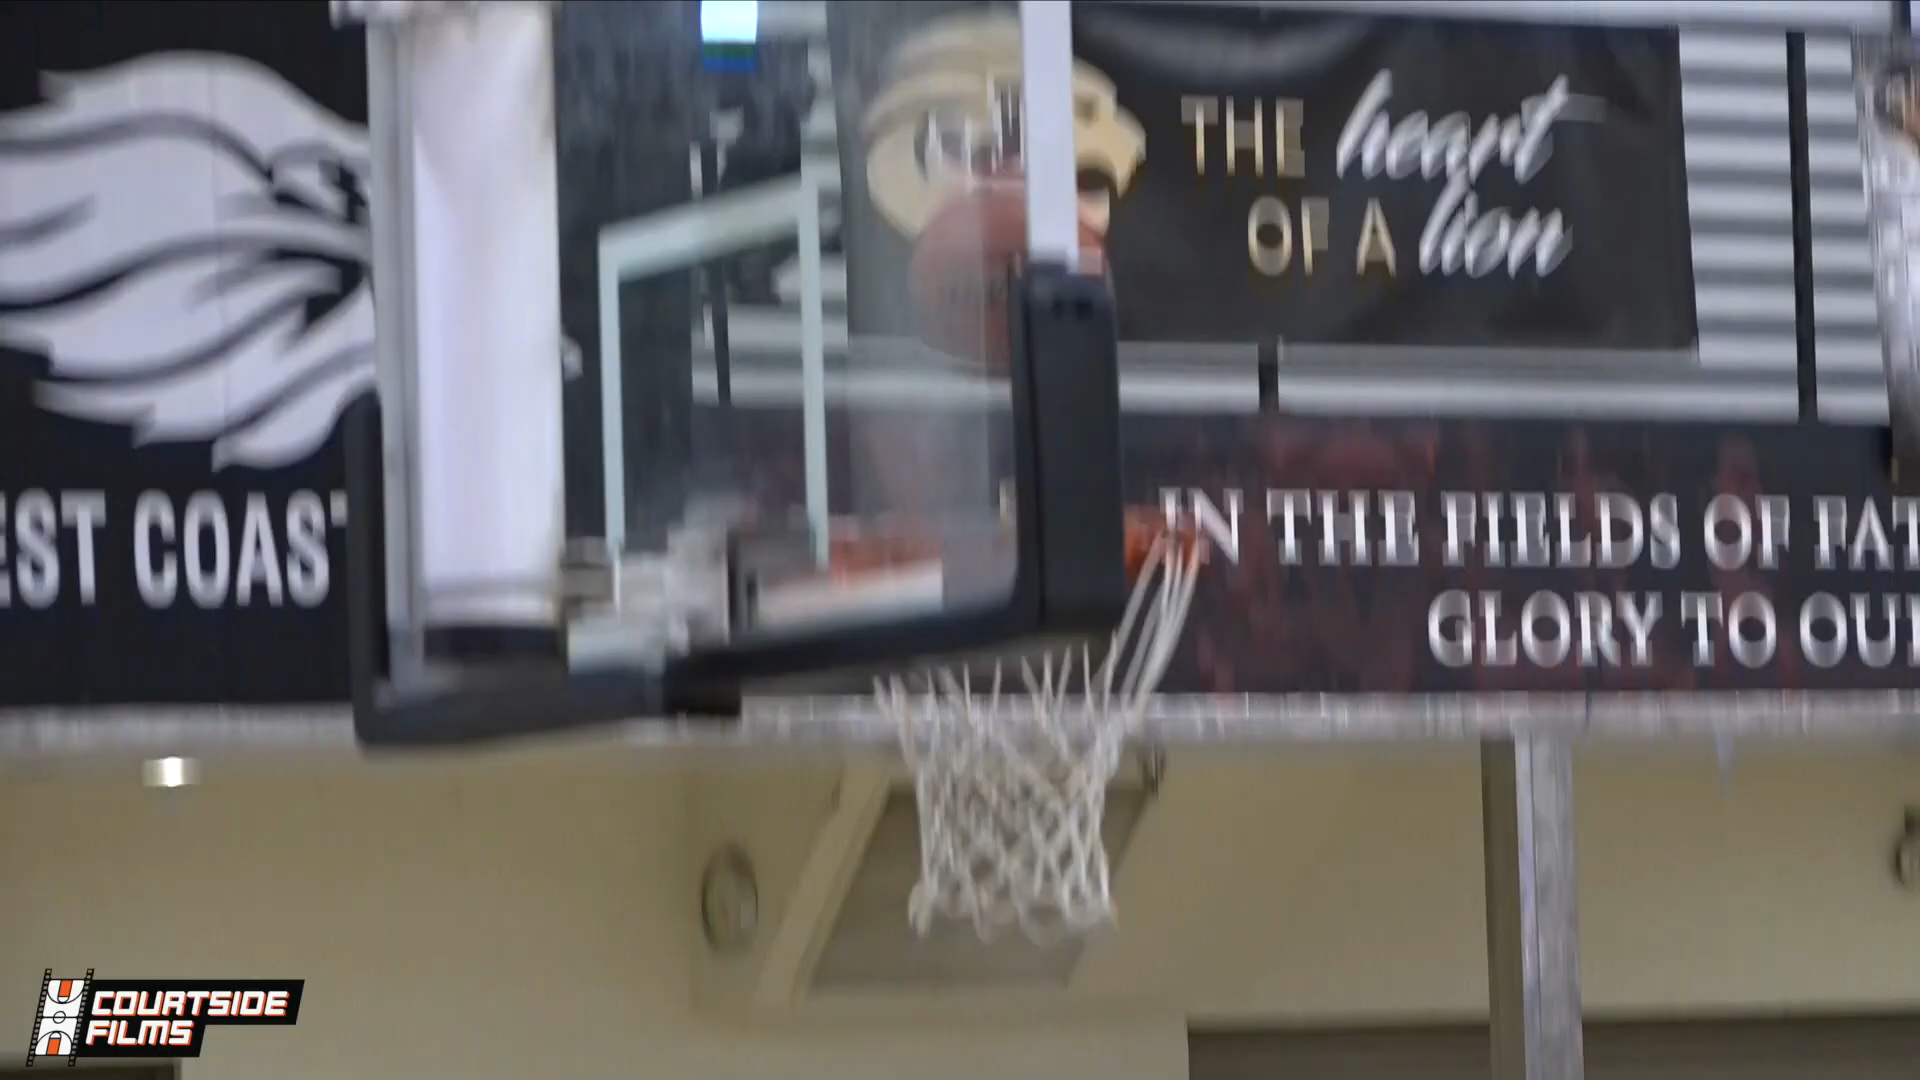 THE heart
OF A lion
EST COAST
IN THE FIELDS OF FAT
GLORY TO OU
COURTSIDE
FILMS